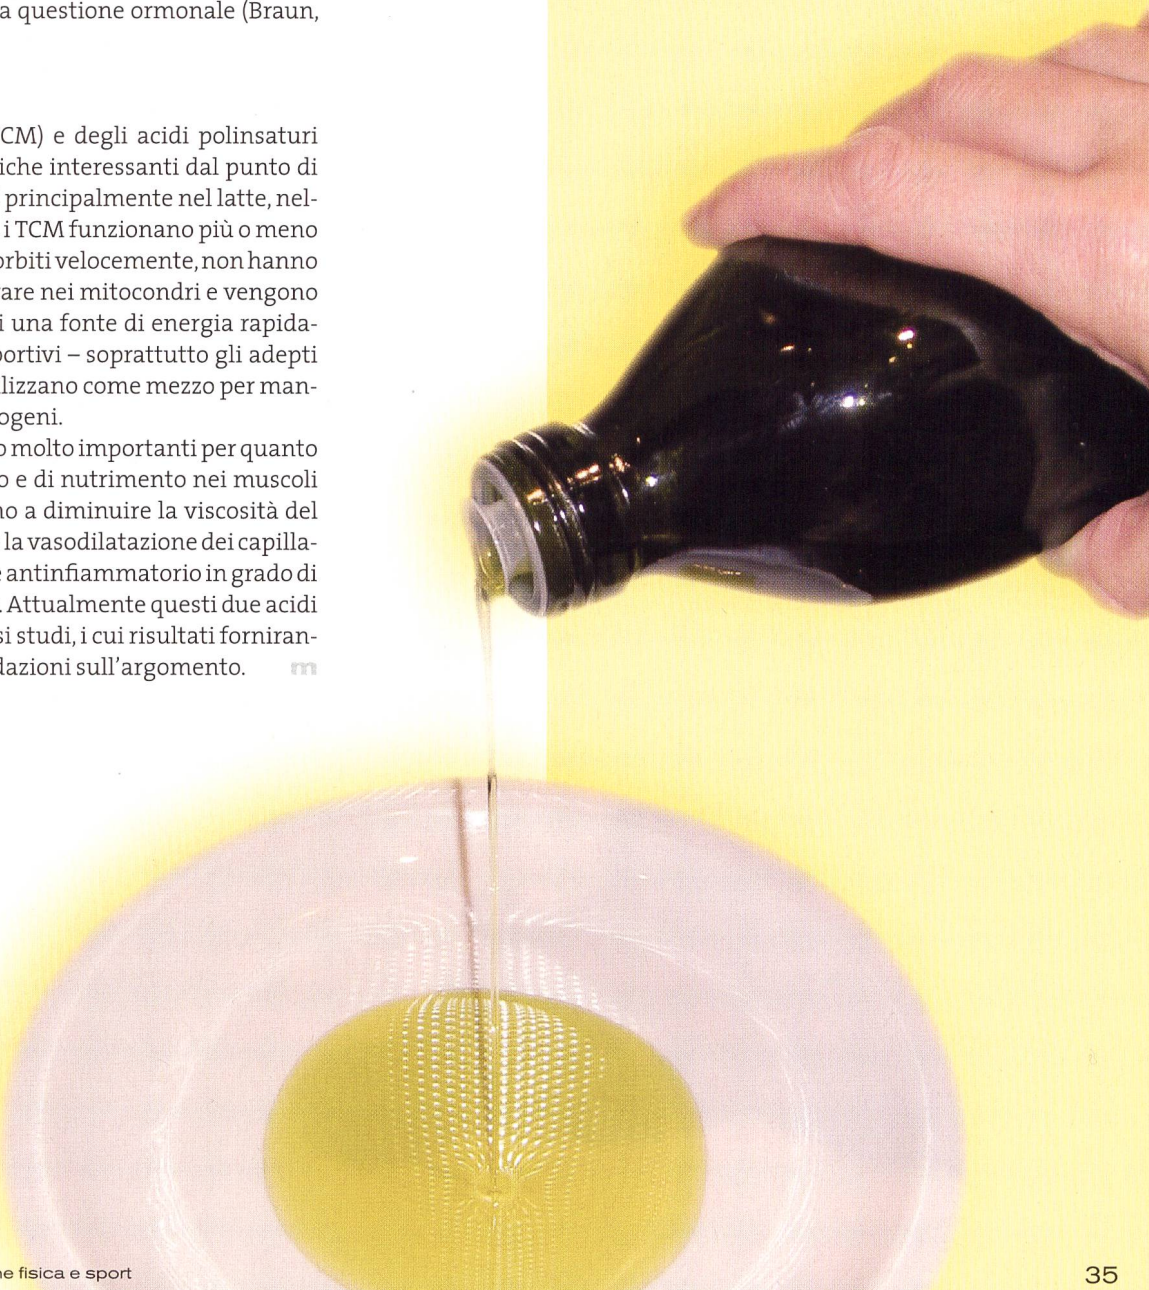 a questione ormonale (Braun,
CM) e degli acidi polinsaturi
iche interessanti dal punto di
principalmente nel latte, nel-
i TCM funzionano più o meno
orbiti velocemente, non hanno
are nei mitocondri e vengono
i una fonte di energia rapida-
portivi – soprattutto gli adepti
lizzano come mezzo per man-
ogeni.
o molto importanti per quanto
o e di nutrimento nei muscoli
no a diminuire la viscosità del
la vasodilatazione dei capilla-
e antinfiammatorio in grado di
. Attualmente questi due acidi
si studi, i cui risultati forniran-
dazioni sull'argomento. m
ne fisica e sport
35